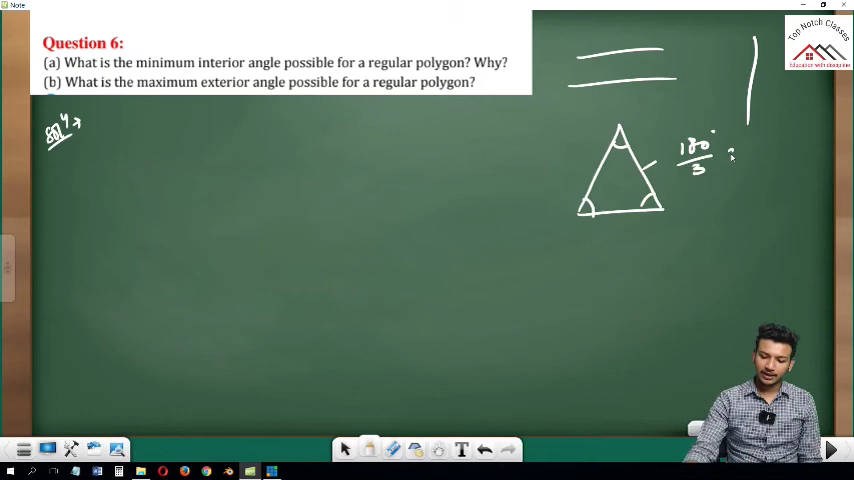 Note
Question 6:
(a) What is the minimum interior angle possible for a regular polygon? Why?
(b) What is the maximum exterior angle possible for a regular polygon?
Top Notch Classes
Education with discipline
Solⁿ →
180°
3